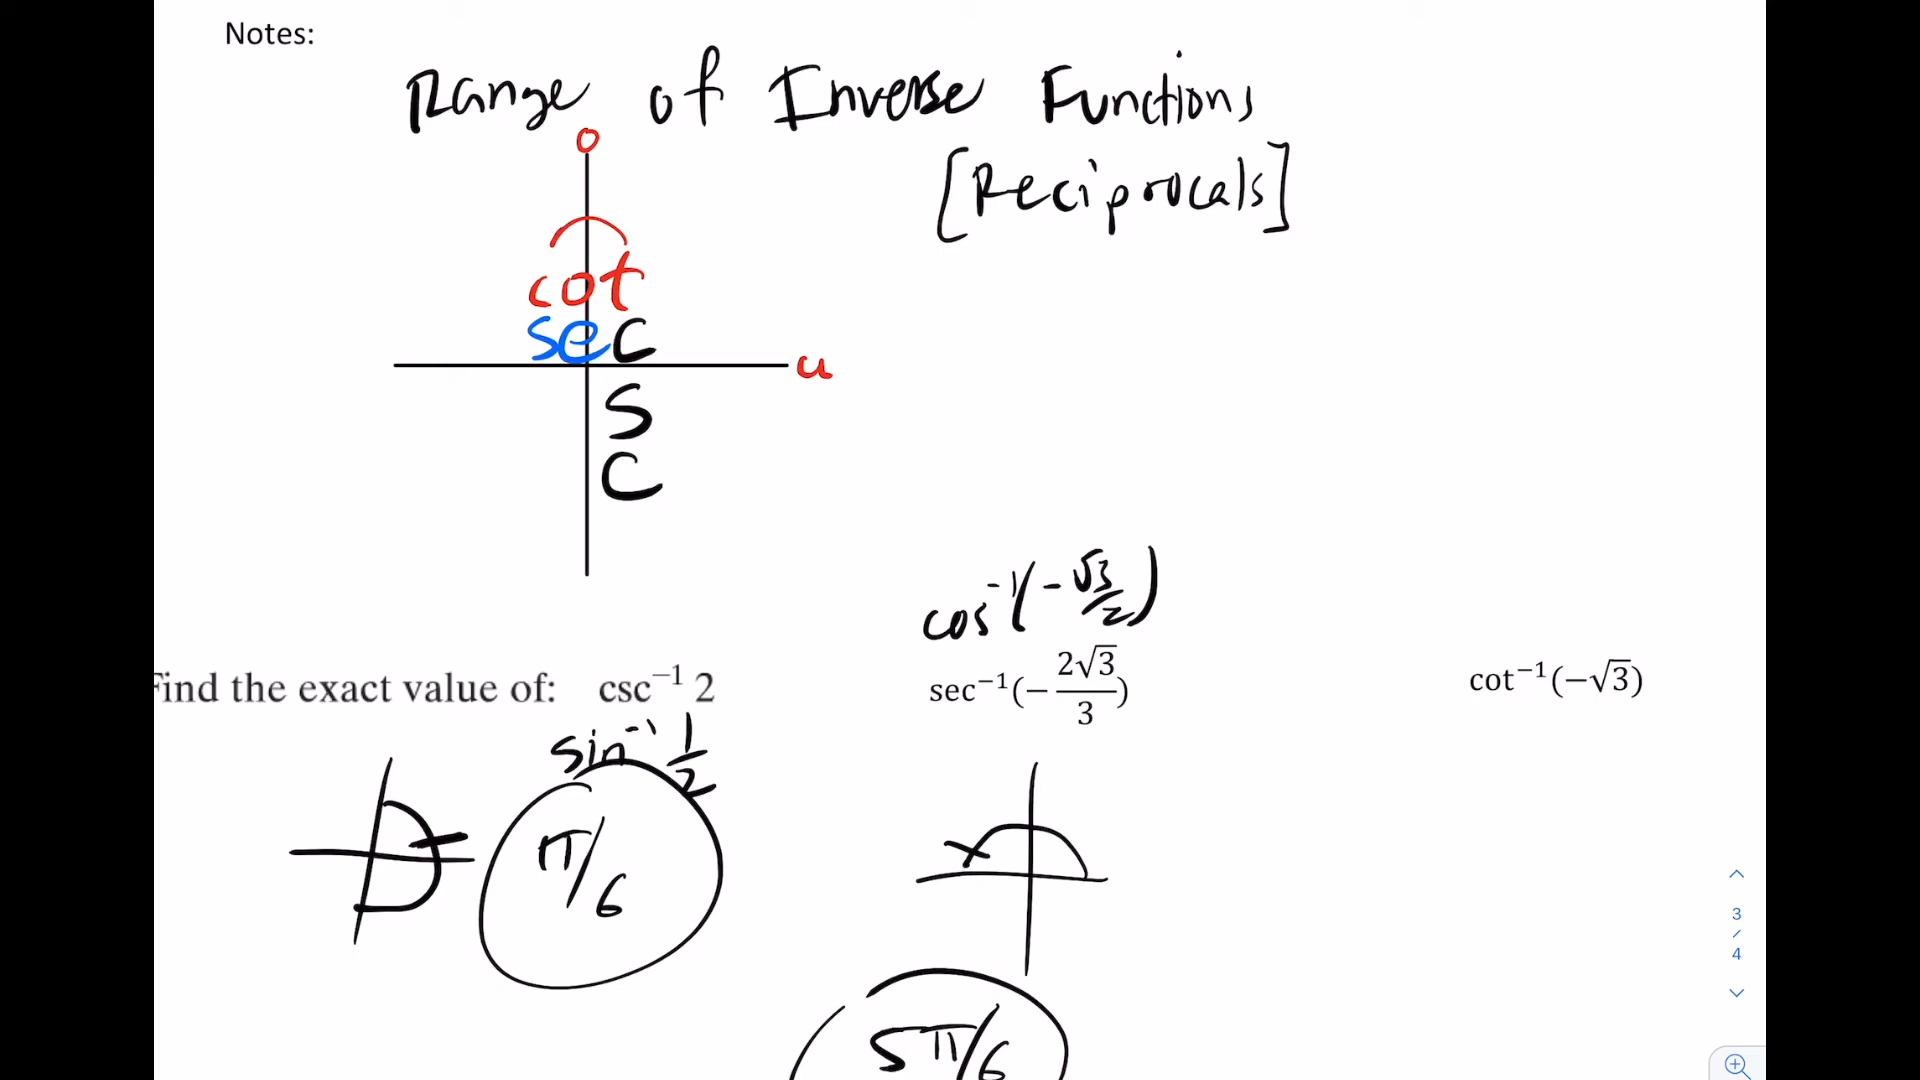 Notes:
Range of Inverse Functions
[Reciprocals]
o
cot
sec
u
S
C
cos⁻¹(-√3/2)
Find the exact value of: csc⁻¹ 2
sec⁻¹(−2√3/3)
cot⁻¹(−√3)
sin⁻¹ 1/2
π/6
5π/6
3
/
4